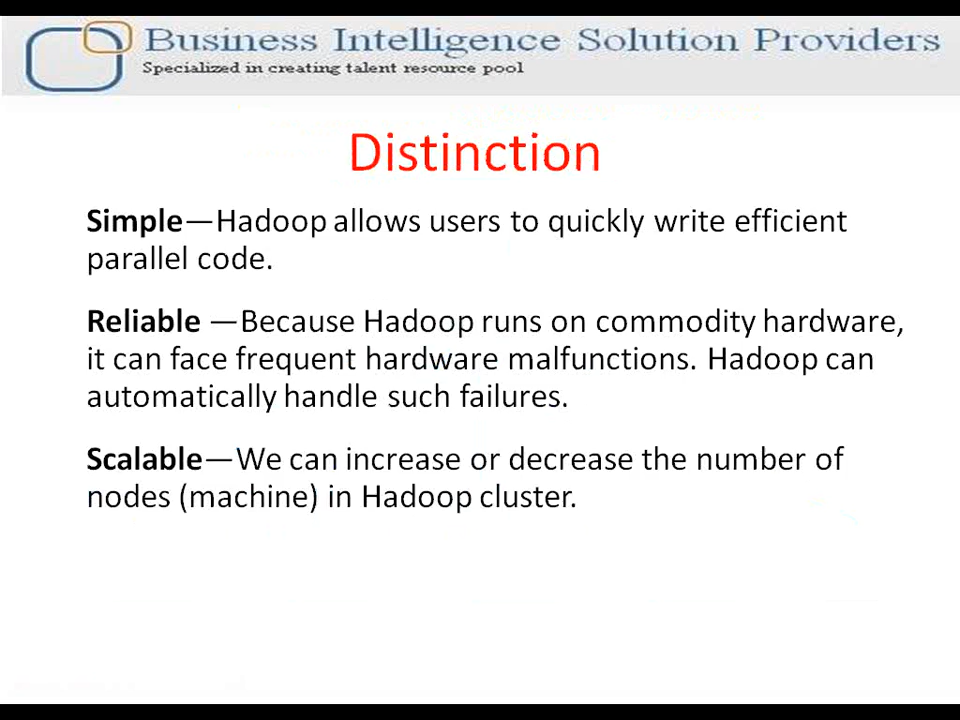 Business Intelligence Solution Providers
Specialized in creating talent resource pool
Distinction
Simple—Hadoop allows users to quickly write efficient
parallel code.
Reliable —Because Hadoop runs on commodity hardware,
it can face frequent hardware malfunctions. Hadoop can
automatically handle such failures.
Scalable—We can increase or decrease the number of
nodes (machine) in Hadoop cluster.